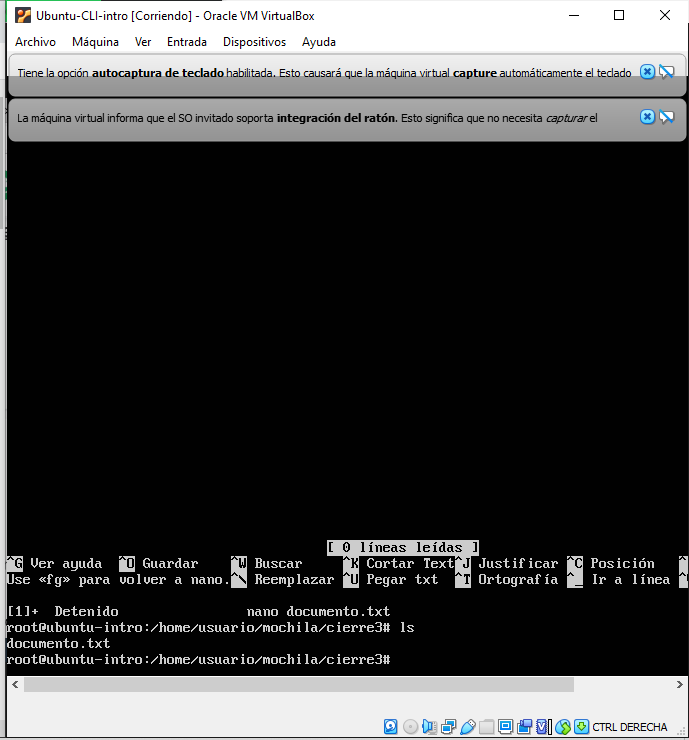 Ubuntu-CLI-intro [Corriendo] - Oracle VM VirtualBox
Archivo Máquina Ver Entrada Dispositivos Ayuda
Tiene la opción autocaptura de teclado habilitada. Esto causará que la máquina virtual capture automáticamente el teclado
La máquina virtual informa que el SO invitado soporta integración del ratón. Esto significa que no necesita capturar el
[ 0 líneas leídas ]
^G Ver ayuda ^O Guardar ^W Buscar ^K Cortar Text^J Justificar ^C Posición ^
Use «fg» para volver a nano.^\ Reemplazar ^U Pegar txt ^T Ortografía ^_ Ir a línea ^
[1]+ Detenido nano documento.txt
root@ubuntu-intro:/home/usuario/mochila/cierre3# ls
documento.txt
root@ubuntu-intro:/home/usuario/mochila/cierre3#
CTRL DERECHA